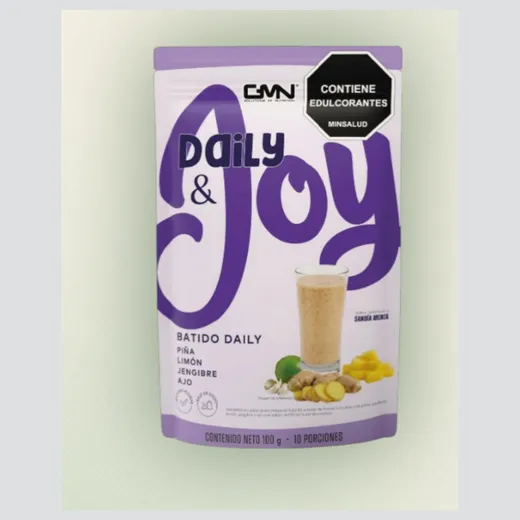 GMN
CONTIENE
EDULCORANTES
MINSALUD
Daily
& Joy
SANDÍA MENTA
BATIDO DAILY
PIÑA
LIMÓN
JENGIBRE
AJO
CONTENIDO NETO 100 g - 10 PORCIONES